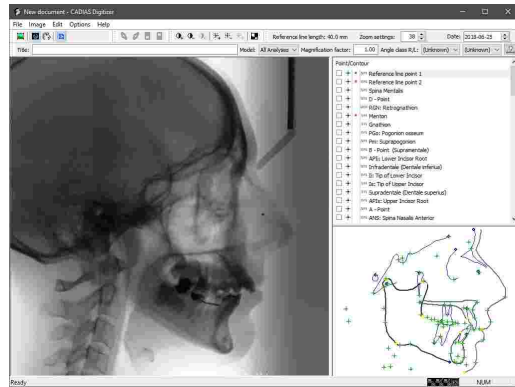 New document - CADIAS Digitizer
File Image Edit Options Help
Reference line length: 40.0 mm Zoom settings: 38 Date: 2018-06-25
Title: Model: All Analyses Magnification factor: 1.00 Angle class R/L: (Unknown) (Unknown)
Point/Contour
Reference line point 1
Reference line point 2
Spina Mentalis
D - Point
RGN: Retrognathion
Menton
Gnathion
PGo: Pogonion osseum
Pm: Suprapogonion
B - Point (Supramentale)
APIi: Lower Incisor Root
Infradentale (Dentale inferius)
Ii: Tip of Lower Incisor
Is: Tip of Upper Incisor
Supradentale (Dentale superius)
APIs: Upper Incisor Root
A - Point
ANS: Spina Nasalis Anterior
Ready NUM